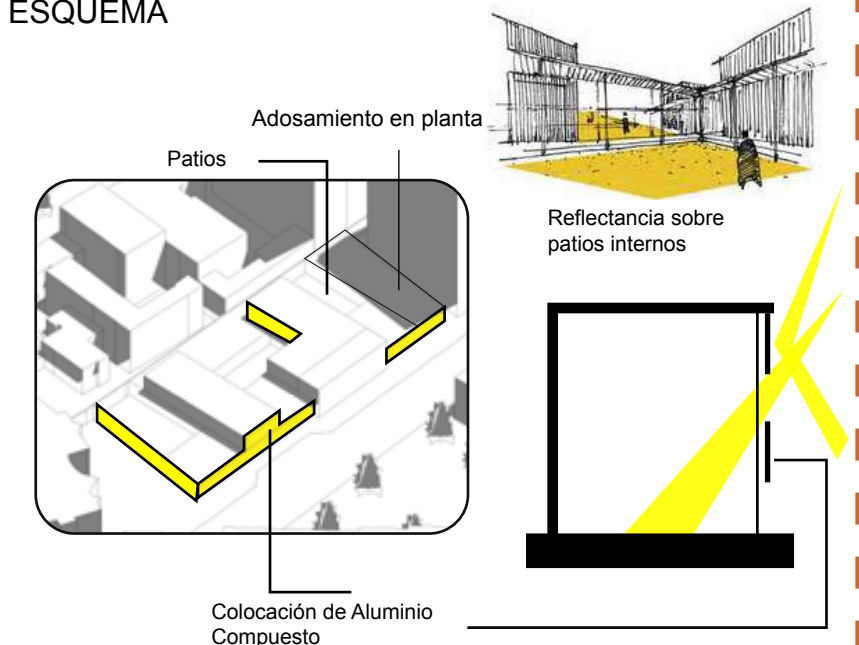 ESQUEMA
Adosamiento en planta
Patios
Reflectancia sobre
patios internos
Colocación de Aluminio
Compuesto